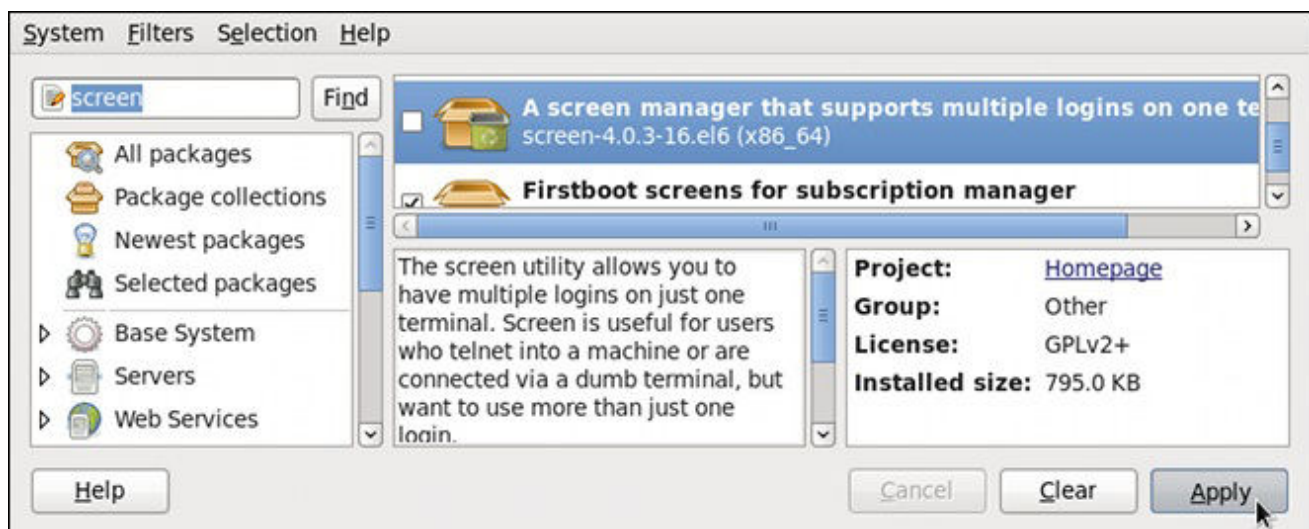 System Filters Selection Help
screen
Find
All packages
Package collections
Newest packages
Selected packages
Base System
Servers
Web Services
A screen manager that supports multiple logins on one te
screen-4.0.3-16.el6 (x86_64)
Firstboot screens for subscription manager
The screen utility allows you to
have multiple logins on just one
terminal. Screen is useful for users
who telnet into a machine or are
connected via a dumb terminal, but
want to use more than just one
login.
Project: Homepage
Group: Other
License: GPLv2+
Installed size: 795.0 KB
Help
Cancel
Clear
Apply